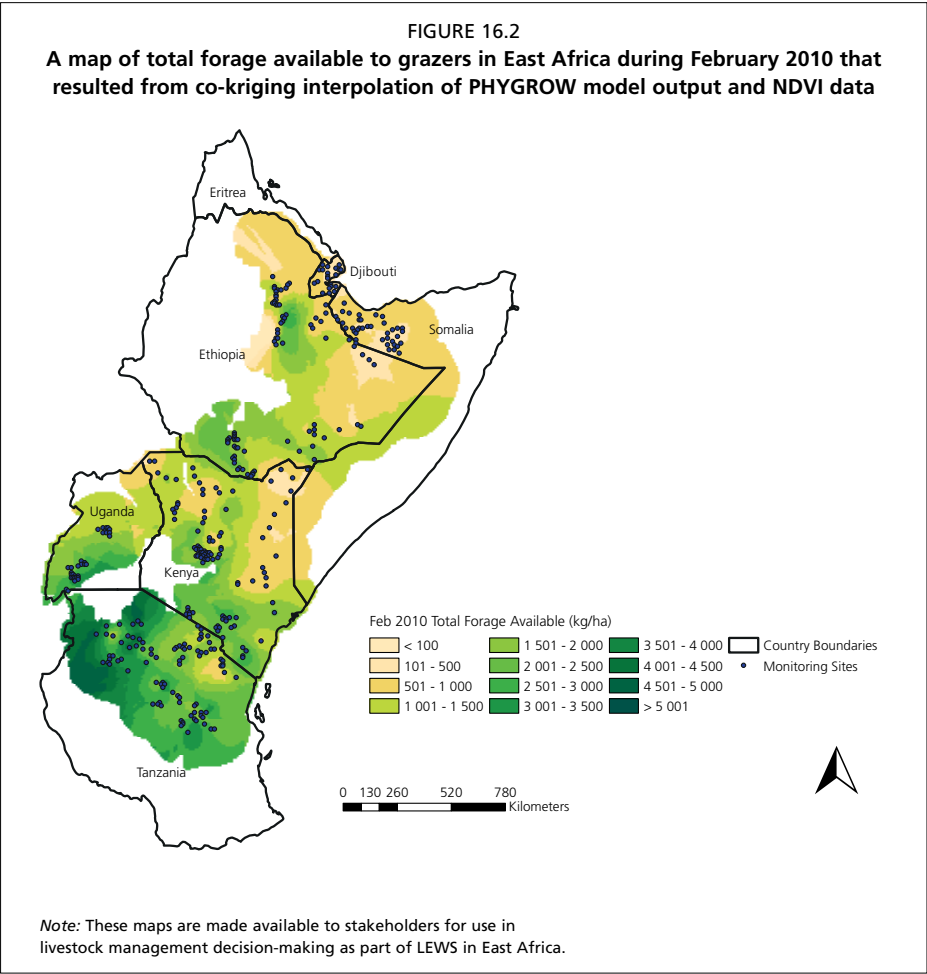 FIGURE 16.2
A map of total forage available to grazers in East Africa during February 2010 that
resulted from co-kriging interpolation of PHYGROW model output and NDVI data
Eritrea
Djibouti
Somalia
Ethiopia
Uganda
Kenya
Tanzania
Feb 2010 Total Forage Available (kg/ha)
< 100
101 - 500
501 - 1 000
1 001 - 1 500
1 501 - 2 000
2 001 - 2 500
2 501 - 3 000
3 001 - 3 500
3 501 - 4 000
4 001 - 4 500
4 501 - 5 000
> 5 001
Country Boundaries
Monitoring Sites
0 130 260 520 780
Kilometers
Note: These maps are made available to stakeholders for use in
livestock management decision-making as part of LEWS in East Africa.